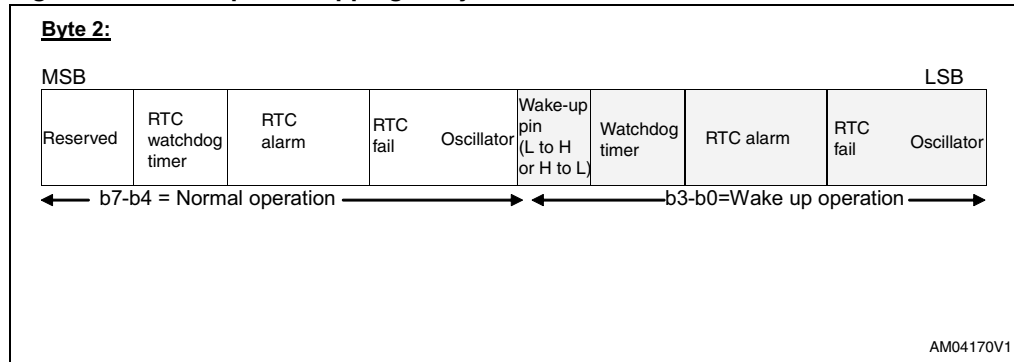 Byte 2:
MSB
LSB
Reserved
RTC
watchdog
timer
RTC
alarm
RTC
fail
Oscillator
Wake-up
pin
(L to H
or H to L)
Watchdog
timer
RTC alarm
RTC
fail
Oscillator
b7-b4 = Normal operation
b3-b0=Wake up operation
AM04170V1